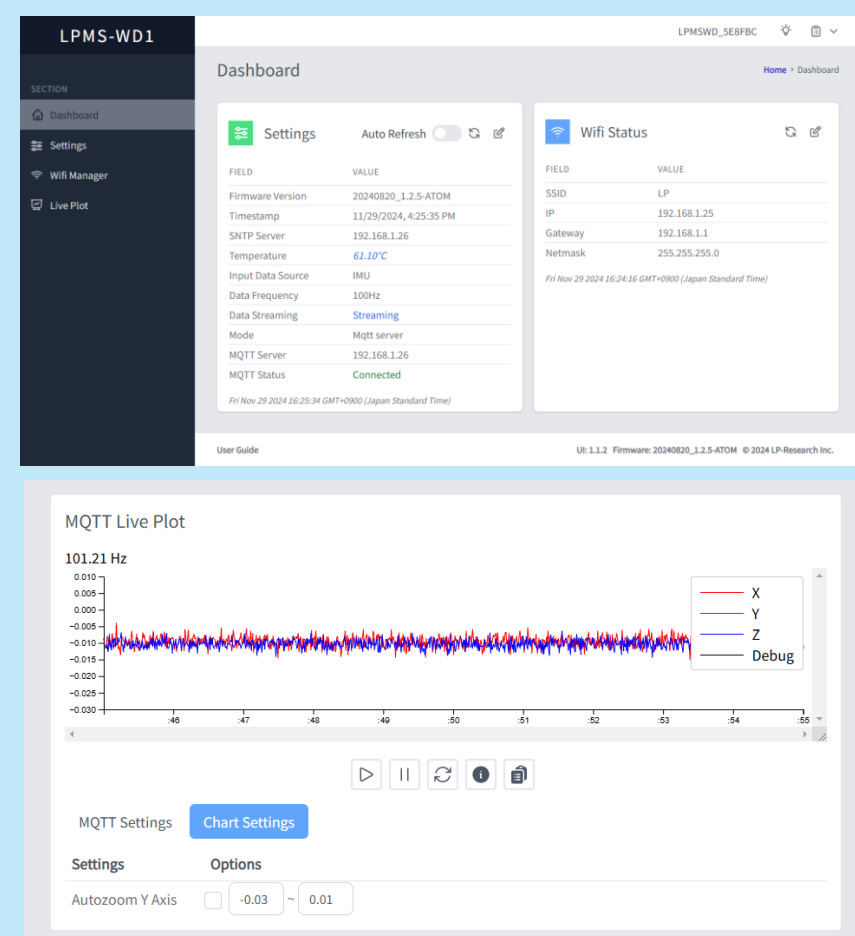 LPMS-WD1
LPMSWD_5E8FBC
SECTION
Dashboard
Settings
Wifi Manager
Live Plot
Dashboard
Home › Dashboard
Settings
Auto Refresh
FIELD VALUE
Firmware Version 20240820_1.2.5-ATOM
Timestamp 11/29/2024, 4:25:35 PM
SNTP Server 192.168.1.26
Temperature 61.10°C
Input Data Source IMU
Data Frequency 100Hz
Data Streaming Streaming
Mode Mqtt server
MQTT Server 192.168.1.26
MQTT Status Connected
Fri Nov 29 2024 16:25:34 GMT+0900 (Japan Standard Time)
Wifi Status
FIELD VALUE
SSID LP
IP 192.168.1.25
Gateway 192.168.1.1
Netmask 255.255.255.0
Fri Nov 29 2024 16:24:16 GMT+0900 (Japan Standard Time)
User Guide
UI: 1.1.2 Firmware: 20240820_1.2.5-ATOM © 2024 LP-Research Inc.
MQTT Live Plot
101.21 Hz
0.010
0.005
0.000
-0.005
-0.010
-0.015
-0.020
-0.025
-0.030
:46 :47 :48 :49 :50 :51 :52 :53 :54 :55
X
Y
Z
Debug
MQTT Settings Chart Settings
Settings Options
Autozoom Y Axis -0.03 ~ 0.01